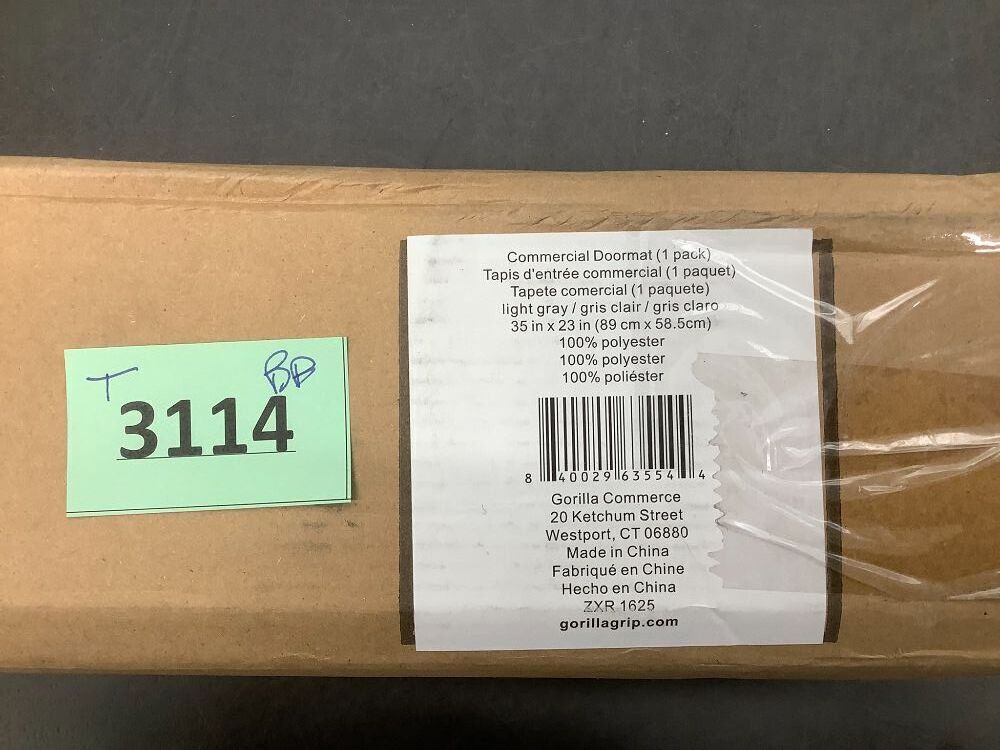 T BD
3114
Commercial Doormat (1 pack)
Tapis d'entrée commercial (1 paquet)
Tapete comercial (1 paquete)
light gray / gris clair / gris claro
35 in x 23 in (89 cm x 58.5cm)
100% polyester
100% polyester
100% poliéster
8 40029 63554 4
Gorilla Commerce
20 Ketchum Street
Westport, CT 06880
Made in China
Fabriqué en Chine
Hecho en China
ZXR 1625
gorillagrip.com